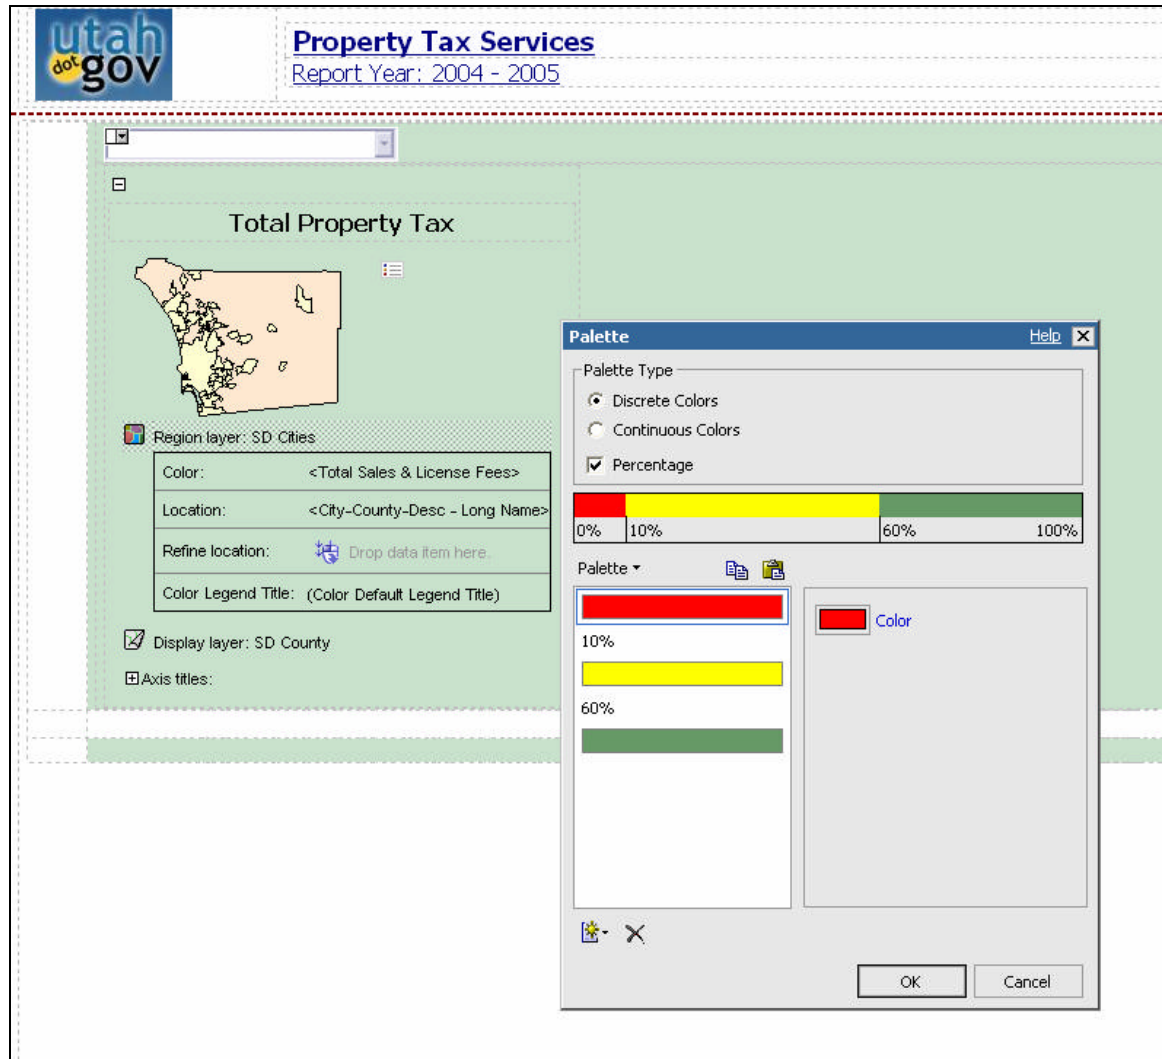 utah
dot
gov
Property Tax Services
Report Year: 2004 - 2005
Total Property Tax
Region layer: SD Cities
Color: <Total Sales & License Fees>
Location: <City-County-Desc - Long Name>
Refine location: Drop data item here.
Color Legend Title: (Color Default Legend Title)
Display layer: SD County
Axis titles:
Palette Help
Palette Type
Discrete Colors
Continuous Colors
Percentage
0% 10% 60% 100%
Palette
Color
10%
60%
OK Cancel